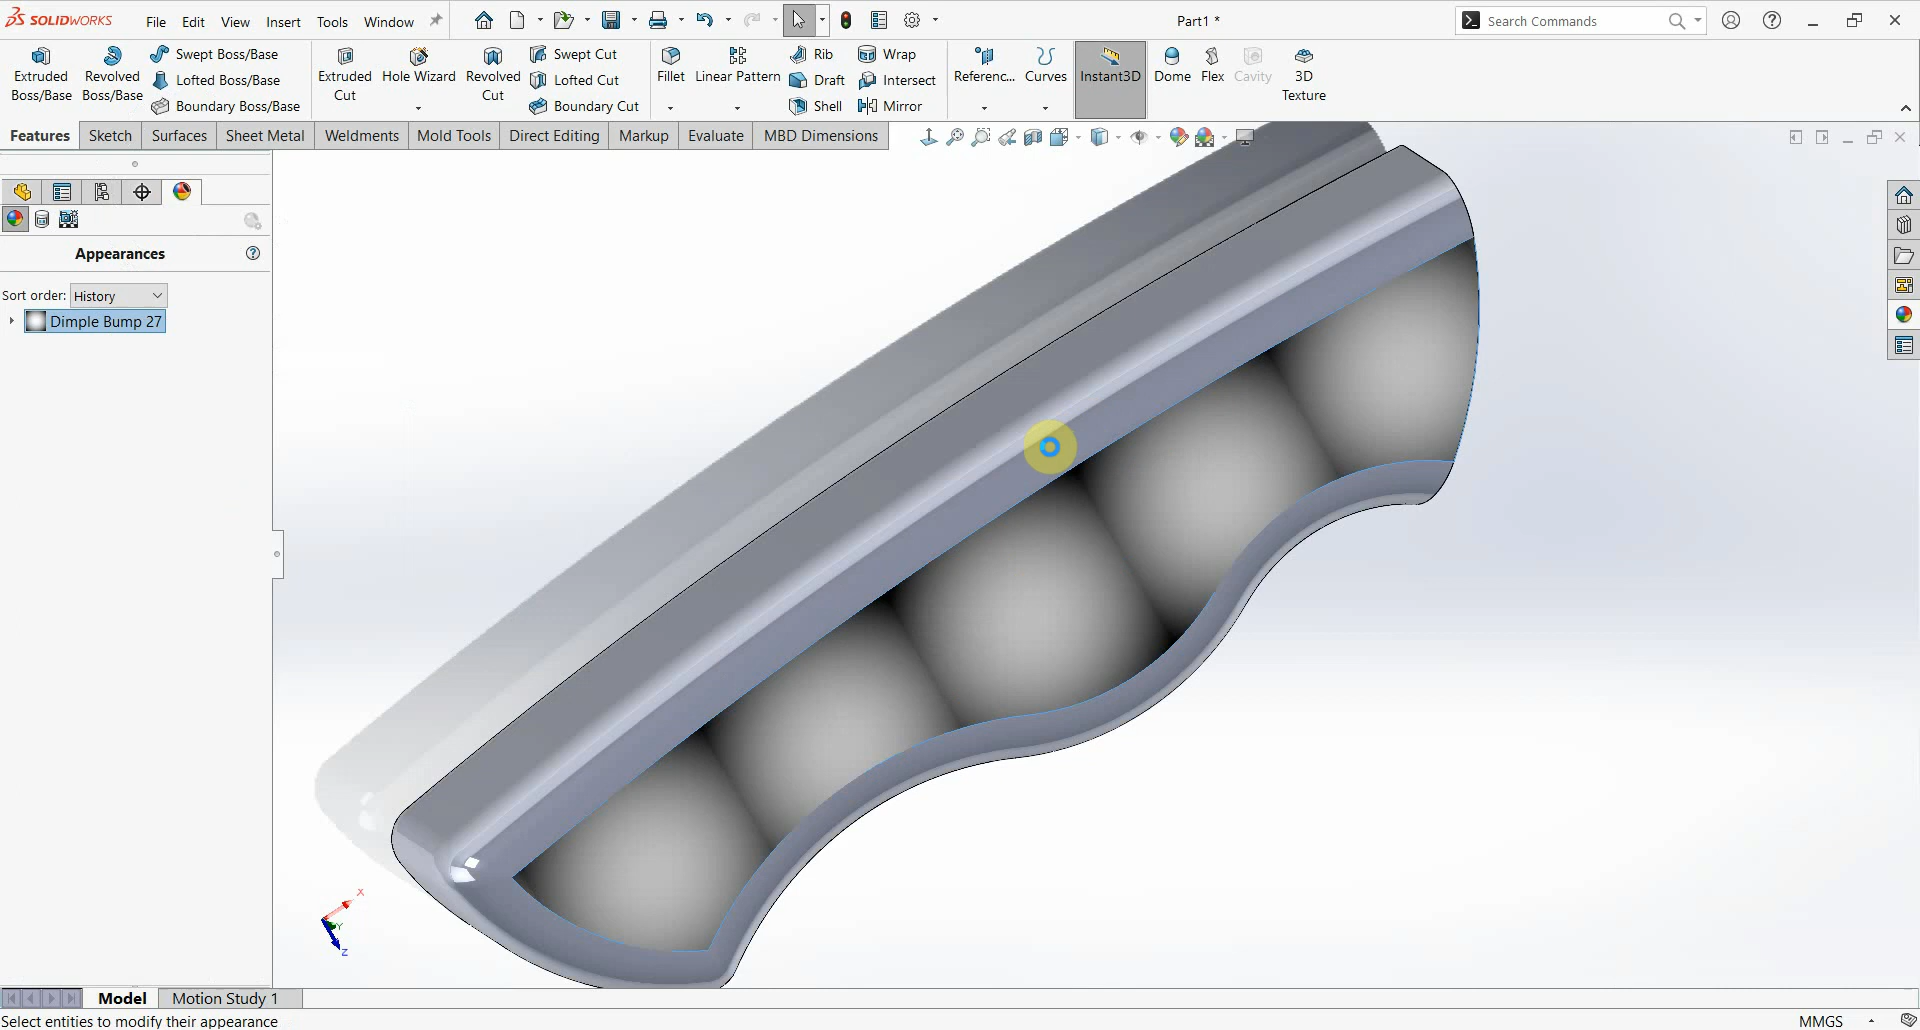 SOLIDWORKS File Edit View Insert Tools Window Part1 * Search Commands
Extruded Boss/Base
Revolved Boss/Base
Swept Boss/Base
Lofted Boss/Base
Boundary Boss/Base
Extruded Cut
Hole Wizard
Revolved Cut
Swept Cut
Lofted Cut
Boundary Cut
Fillet
Linear Pattern
Rib
Draft
Shell
Wrap
Intersect
Mirror
Referenc...
Curves
Instant3D
Dome
Flex
Cavity
3D Texture
Features Sketch Surfaces Sheet Metal Weldments Mold Tools Direct Editing Markup Evaluate MBD Dimensions
Appearances
Sort order: History
Dimple Bump 27
X
Y
Z
Model Motion Study 1
Select entities to modify their appearance MMGS